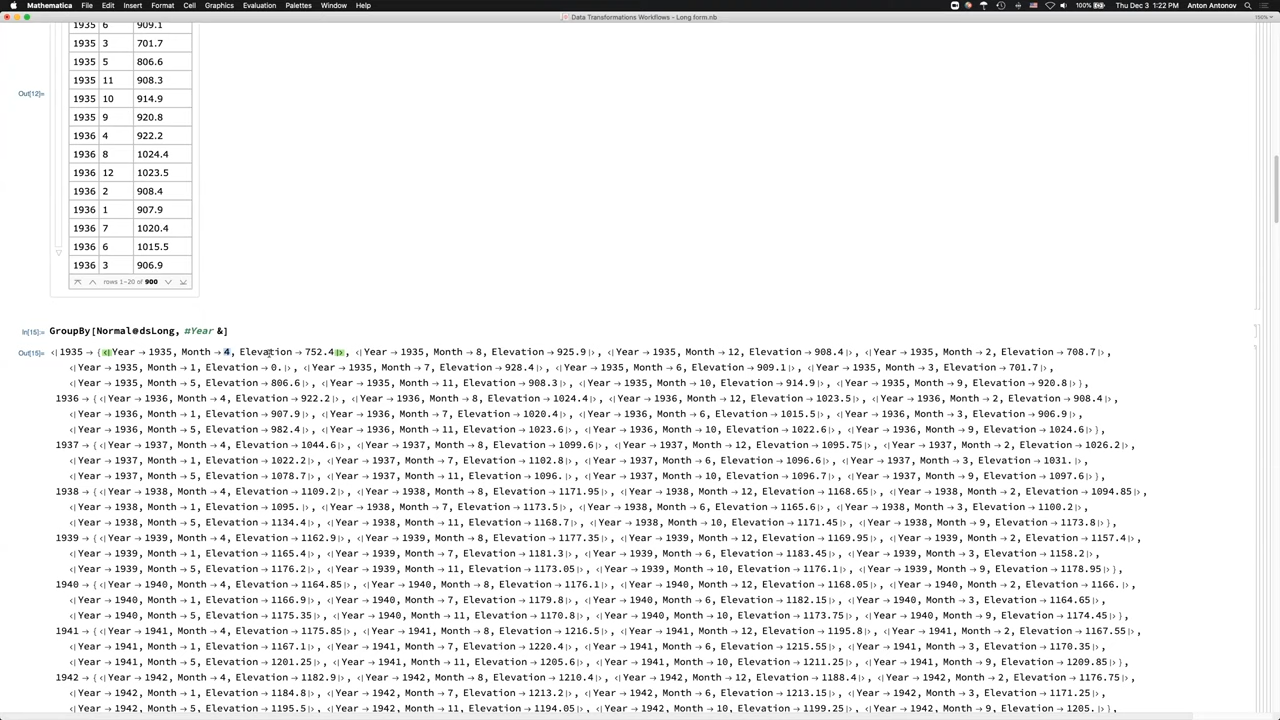 Mathematica File Edit Insert Format Cell Graphics Evaluation Palettes Window Help 100% Thu Dec 3 1:22 PM Anton Antonov
Data Transformations Workflows - Long form.nb 150%
1935 6 909.1
1935 3 701.7
1935 5 806.6
1935 11 908.3
Out[12]=
1935 10 914.9
1935 9 920.8
1936 4 922.2
1936 8 1024.4
1936 12 1023.5
1936 2 908.4
1936 1 907.9
1936 7 1020.4
1936 6 1015.5
1936 3 906.9
rows 1–20 of 900
In[15]:= GroupBy[Normal@dsLong, #Year &]
Out[15]= <|1935 → {<|Year → 1935, Month → 4, Elevation → 752.4|>, <|Year → 1935, Month → 8, Elevation → 925.9|>, <|Year → 1935, Month → 12, Elevation → 908.4|>, <|Year → 1935, Month → 2, Elevation → 708.7|>,
<|Year → 1935, Month → 1, Elevation → 0.|>, <|Year → 1935, Month → 7, Elevation → 928.4|>, <|Year → 1935, Month → 6, Elevation → 909.1|>, <|Year → 1935, Month → 3, Elevation → 701.7|>,
<|Year → 1935, Month → 5, Elevation → 806.6|>, <|Year → 1935, Month → 11, Elevation → 908.3|>, <|Year → 1935, Month → 10, Elevation → 914.9|>, <|Year → 1935, Month → 9, Elevation → 920.8|>},
1936 → {<|Year → 1936, Month → 4, Elevation → 922.2|>, <|Year → 1936, Month → 8, Elevation → 1024.4|>, <|Year → 1936, Month → 12, Elevation → 1023.5|>, <|Year → 1936, Month → 2, Elevation → 908.4|>,
<|Year → 1936, Month → 1, Elevation → 907.9|>, <|Year → 1936, Month → 7, Elevation → 1020.4|>, <|Year → 1936, Month → 6, Elevation → 1015.5|>, <|Year → 1936, Month → 3, Elevation → 906.9|>,
<|Year → 1936, Month → 5, Elevation → 982.4|>, <|Year → 1936, Month → 11, Elevation → 1023.6|>, <|Year → 1936, Month → 10, Elevation → 1022.6|>, <|Year → 1936, Month → 9, Elevation → 1024.6|>},
1937 → {<|Year → 1937, Month → 4, Elevation → 1044.6|>, <|Year → 1937, Month → 8, Elevation → 1099.6|>, <|Year → 1937, Month → 12, Elevation → 1095.75|>, <|Year → 1937, Month → 2, Elevation → 1026.2|>,
<|Year → 1937, Month → 1, Elevation → 1022.2|>, <|Year → 1937, Month → 7, Elevation → 1102.8|>, <|Year → 1937, Month → 6, Elevation → 1096.6|>, <|Year → 1937, Month → 3, Elevation → 1031.|>,
<|Year → 1937, Month → 5, Elevation → 1078.7|>, <|Year → 1937, Month → 11, Elevation → 1096.|>, <|Year → 1937, Month → 10, Elevation → 1096.7|>, <|Year → 1937, Month → 9, Elevation → 1097.6|>},
1938 → {<|Year → 1938, Month → 4, Elevation → 1109.2|>, <|Year → 1938, Month → 8, Elevation → 1171.95|>, <|Year → 1938, Month → 12, Elevation → 1168.65|>, <|Year → 1938, Month → 2, Elevation → 1094.85|>,
<|Year → 1938, Month → 1, Elevation → 1095.|>, <|Year → 1938, Month → 7, Elevation → 1173.5|>, <|Year → 1938, Month → 6, Elevation → 1165.6|>, <|Year → 1938, Month → 3, Elevation → 1100.2|>,
<|Year → 1938, Month → 5, Elevation → 1134.4|>, <|Year → 1938, Month → 11, Elevation → 1168.7|>, <|Year → 1938, Month → 10, Elevation → 1171.45|>, <|Year → 1938, Month → 9, Elevation → 1173.8|>},
1939 → {<|Year → 1939, Month → 4, Elevation → 1162.9|>, <|Year → 1939, Month → 8, Elevation → 1177.35|>, <|Year → 1939, Month → 12, Elevation → 1169.95|>, <|Year → 1939, Month → 2, Elevation → 1157.4|>,
<|Year → 1939, Month → 1, Elevation → 1165.4|>, <|Year → 1939, Month → 7, Elevation → 1181.3|>, <|Year → 1939, Month → 6, Elevation → 1183.45|>, <|Year → 1939, Month → 3, Elevation → 1158.2|>,
<|Year → 1939, Month → 5, Elevation → 1176.2|>, <|Year → 1939, Month → 11, Elevation → 1173.05|>, <|Year → 1939, Month → 10, Elevation → 1176.1|>, <|Year → 1939, Month → 9, Elevation → 1178.95|>},
1940 → {<|Year → 1940, Month → 4, Elevation → 1164.85|>, <|Year → 1940, Month → 8, Elevation → 1176.1|>, <|Year → 1940, Month → 12, Elevation → 1168.05|>, <|Year → 1940, Month → 2, Elevation → 1166.|>,
<|Year → 1940, Month → 1, Elevation → 1166.9|>, <|Year → 1940, Month → 7, Elevation → 1179.8|>, <|Year → 1940, Month → 6, Elevation → 1182.15|>, <|Year → 1940, Month → 3, Elevation → 1164.65|>,
<|Year → 1940, Month → 5, Elevation → 1175.35|>, <|Year → 1940, Month → 11, Elevation → 1170.8|>, <|Year → 1940, Month → 10, Elevation → 1173.75|>, <|Year → 1940, Month → 9, Elevation → 1174.45|>},
1941 → {<|Year → 1941, Month → 4, Elevation → 1175.85|>, <|Year → 1941, Month → 8, Elevation → 1216.5|>, <|Year → 1941, Month → 12, Elevation → 1195.8|>, <|Year → 1941, Month → 2, Elevation → 1167.55|>,
<|Year → 1941, Month → 1, Elevation → 1167.1|>, <|Year → 1941, Month → 7, Elevation → 1220.4|>, <|Year → 1941, Month → 6, Elevation → 1215.55|>, <|Year → 1941, Month → 3, Elevation → 1170.35|>,
<|Year → 1941, Month → 5, Elevation → 1201.25|>, <|Year → 1941, Month → 11, Elevation → 1205.6|>, <|Year → 1941, Month → 10, Elevation → 1211.25|>, <|Year → 1941, Month → 9, Elevation → 1209.85|>},
1942 → {<|Year → 1942, Month → 4, Elevation → 1182.9|>, <|Year → 1942, Month → 8, Elevation → 1210.4|>, <|Year → 1942, Month → 12, Elevation → 1188.4|>, <|Year → 1942, Month → 2, Elevation → 1176.75|>,
<|Year → 1942, Month → 1, Elevation → 1184.8|>, <|Year → 1942, Month → 7, Elevation → 1213.2|>, <|Year → 1942, Month → 6, Elevation → 1213.15|>, <|Year → 1942, Month → 3, Elevation → 1171.25|>,
<|Year → 1942, Month → 5, Elevation → 1195.5|>, <|Year → 1942, Month → 11, Elevation → 1194.05|>, <|Year → 1942, Month → 10, Elevation → 1200.|>, <|Year → 1942, Month → 9, Elevation → 1205.|>},